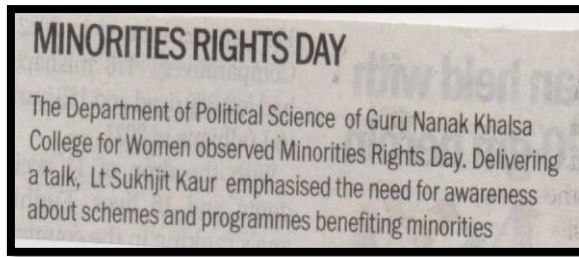 MINORITIES RIGHTS DAY
The Department of Political Science of Guru Nanak Khalsa
College for Women observed Minorities Rights Day. Delivering
a talk, Lt Sukhjit Kaur emphasised the need for awareness
about schemes and programmes benefiting minorities